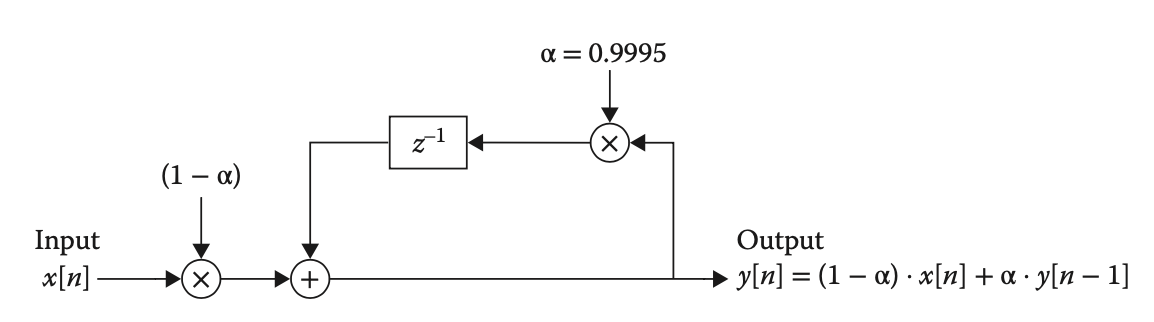 α = 0.9995
z⁻¹
×
(1 − α)
Input
x[n]
×
+
Output
y[n] = (1 − α) · x[n] + α · y[n − 1]